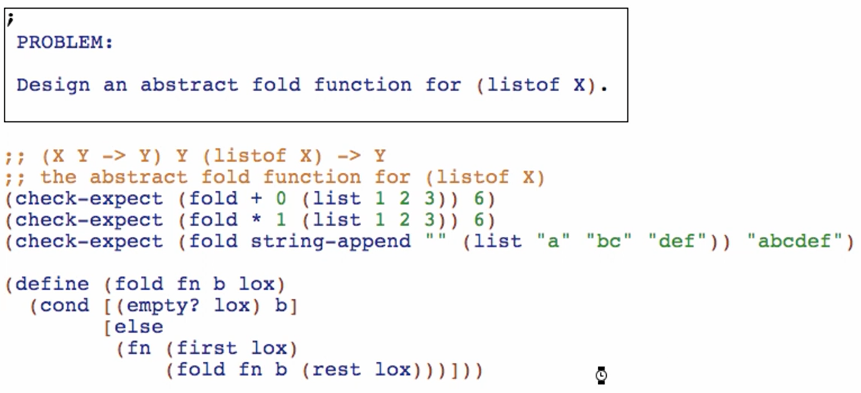 ;
PROBLEM:
Design an abstract fold function for (listof X).
;; (X Y -> Y) Y (listof X) -> Y
;; the abstract fold function for (listof X)
(check-expect (fold + 0 (list 1 2 3)) 6)
(check-expect (fold * 1 (list 1 2 3)) 6)
(check-expect (fold string-append "" (list "a" "bc" "def")) "abcdef")
(define (fold fn b lox)
  (cond [(empty? lox) b]
        [else
         (fn (first lox)
             (fold fn b (rest lox)))]))